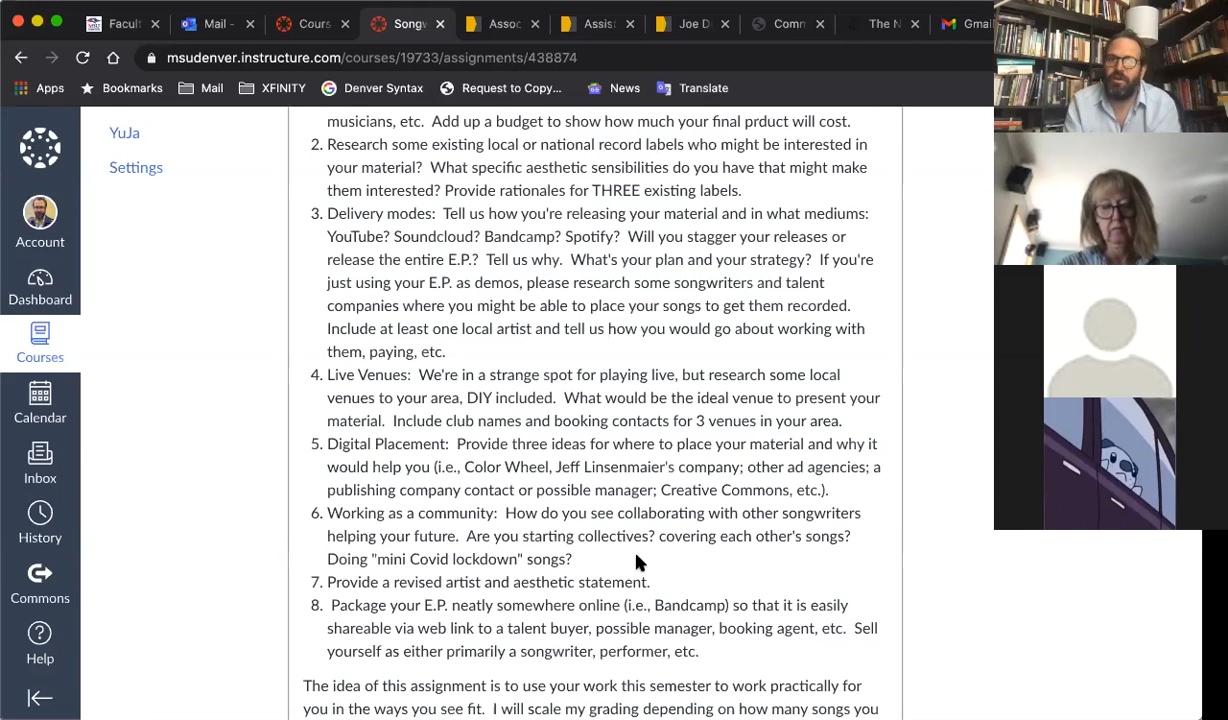 Facult
Mail -
Cours
Songw
Assoc
Assist
Joe D
Comm
The N
Gmai
msudenver.instructure.com/courses/19733/assignments/438874
Apps
Bookmarks
Mail
XFINITY
Denver Syntax
Request to Copy...
News
Translate
YuJa
Settings
Account
Dashboard
Courses
Calendar
Inbox
History
Commons
Help
musicians, etc. Add up a budget to show how much your final prduct will cost.
2. Research some existing local or national record labels who might be interested in
your material? What specific aesthetic sensibilities do you have that might make
them interested? Provide rationales for THREE existing labels.
3. Delivery modes: Tell us how you're releasing your material and in what mediums:
YouTube? Soundcloud? Bandcamp? Spotify? Will you stagger your releases or
release the entire E.P.? Tell us why. What's your plan and your strategy? If you're
just using your E.P. as demos, please research some songwriters and talent
companies where you might be able to place your songs to get them recorded.
Include at least one local artist and tell us how you would go about working with
them, paying, etc.
4. Live Venues: We're in a strange spot for playing live, but research some local
venues to your area, DIY included. What would be the ideal venue to present your
material. Include club names and booking contacts for 3 venues in your area.
5. Digital Placement: Provide three ideas for where to place your material and why it
would help you (i.e., Color Wheel, Jeff Linsenmaier's company; other ad agencies; a
publishing company contact or possible manager; Creative Commons, etc.).
6. Working as a community: How do you see collaborating with other songwriters
helping your future. Are you starting collectives? covering each other's songs?
Doing "mini Covid lockdown" songs?
7. Provide a revised artist and aesthetic statement.
8. Package your E.P. neatly somewhere online (i.e., Bandcamp) so that it is easily
shareable via web link to a talent buyer, possible manager, booking agent, etc. Sell
yourself as either primarily a songwriter, performer, etc.
The idea of this assignment is to use your work this semester to work practically for
you in the ways you see fit. I will scale my grading depending on how many songs you